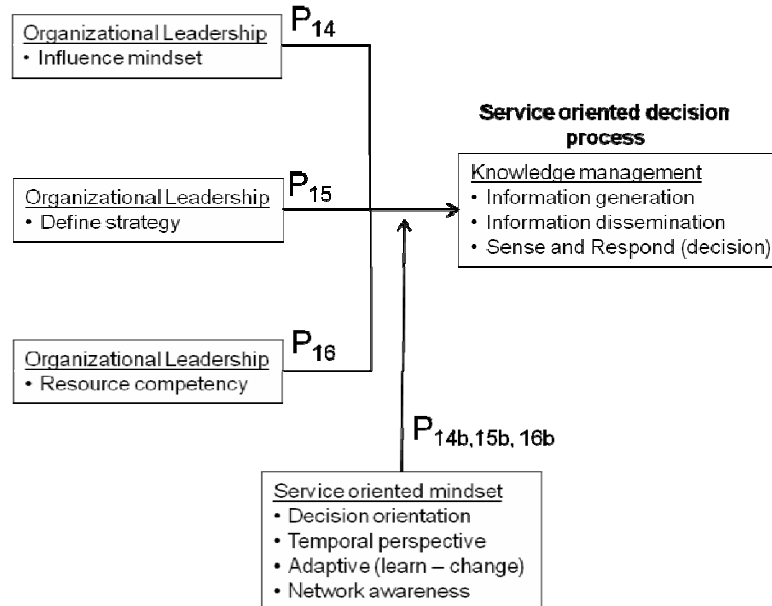 Organizational Leadership
• Influence mindset
P14
Service oriented decision
process
Knowledge management
• Information generation
• Information dissemination
• Sense and Respond (decision)
Organizational Leadership
• Define strategy
P15
Organizational Leadership
• Resource competency
P16
P14b,15b, 16b
Service oriented mindset
• Decision orientation
• Temporal perspective
• Adaptive (learn – change)
• Network awareness